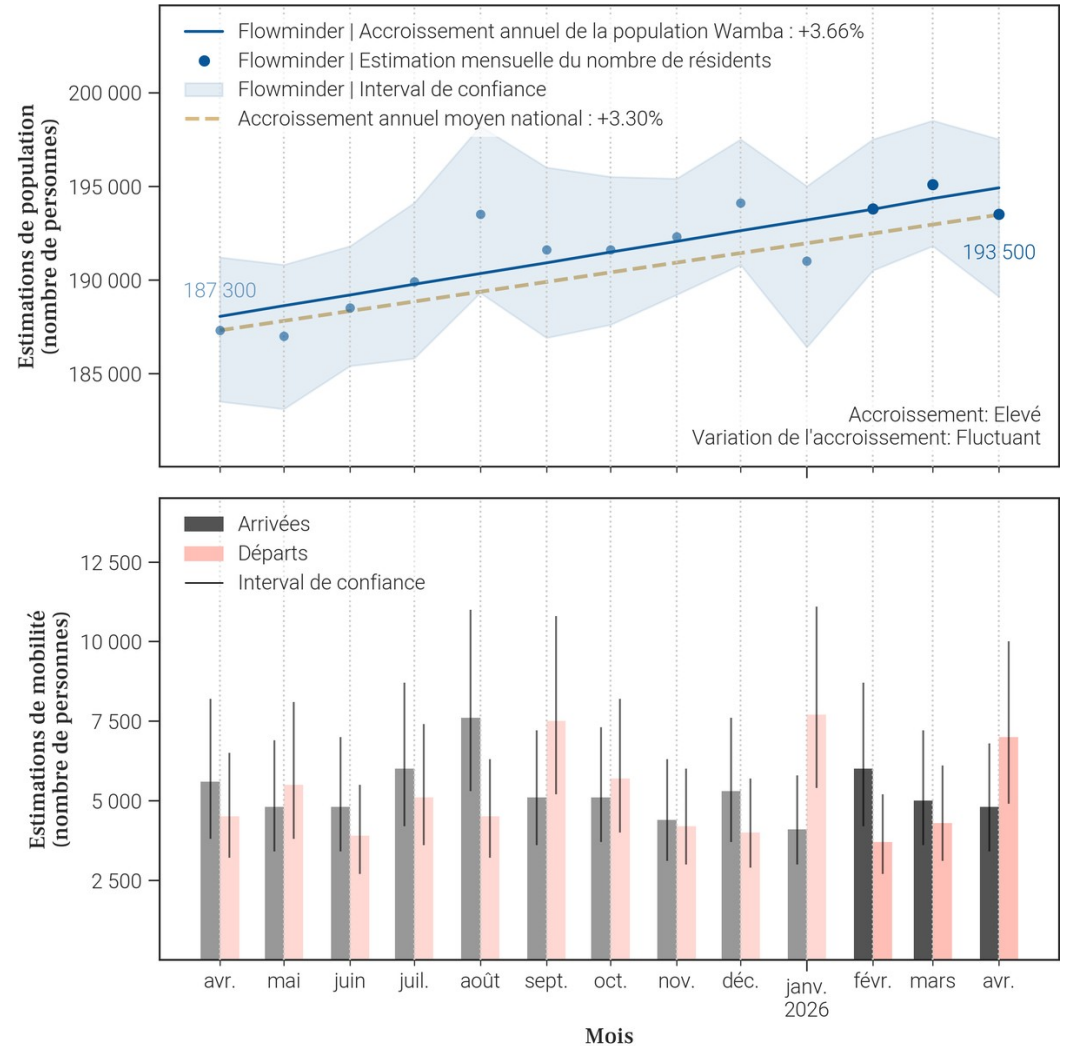 Flowminder | Accroissement annuel de la population Wamba : +3.66%
Flowminder | Estimation mensuelle du nombre de résidents
Flowminder | Interval de confiance
Accroissement annuel moyen national : +3.30%
Estimations de population
(nombre de personnes)
200 000
195 000
190 000
185 000
187 300
193 500
Accroissement: Elevé
Variation de l'accroissement: Fluctuant
Arrivées
Départs
Interval de confiance
Estimations de mobilité
(nombre de personnes)
12 500
10 000
7 500
5 000
2 500
avr. mai juin juil. août sept. oct. nov. déc. janv. févr. mars avr.
2026
Mois